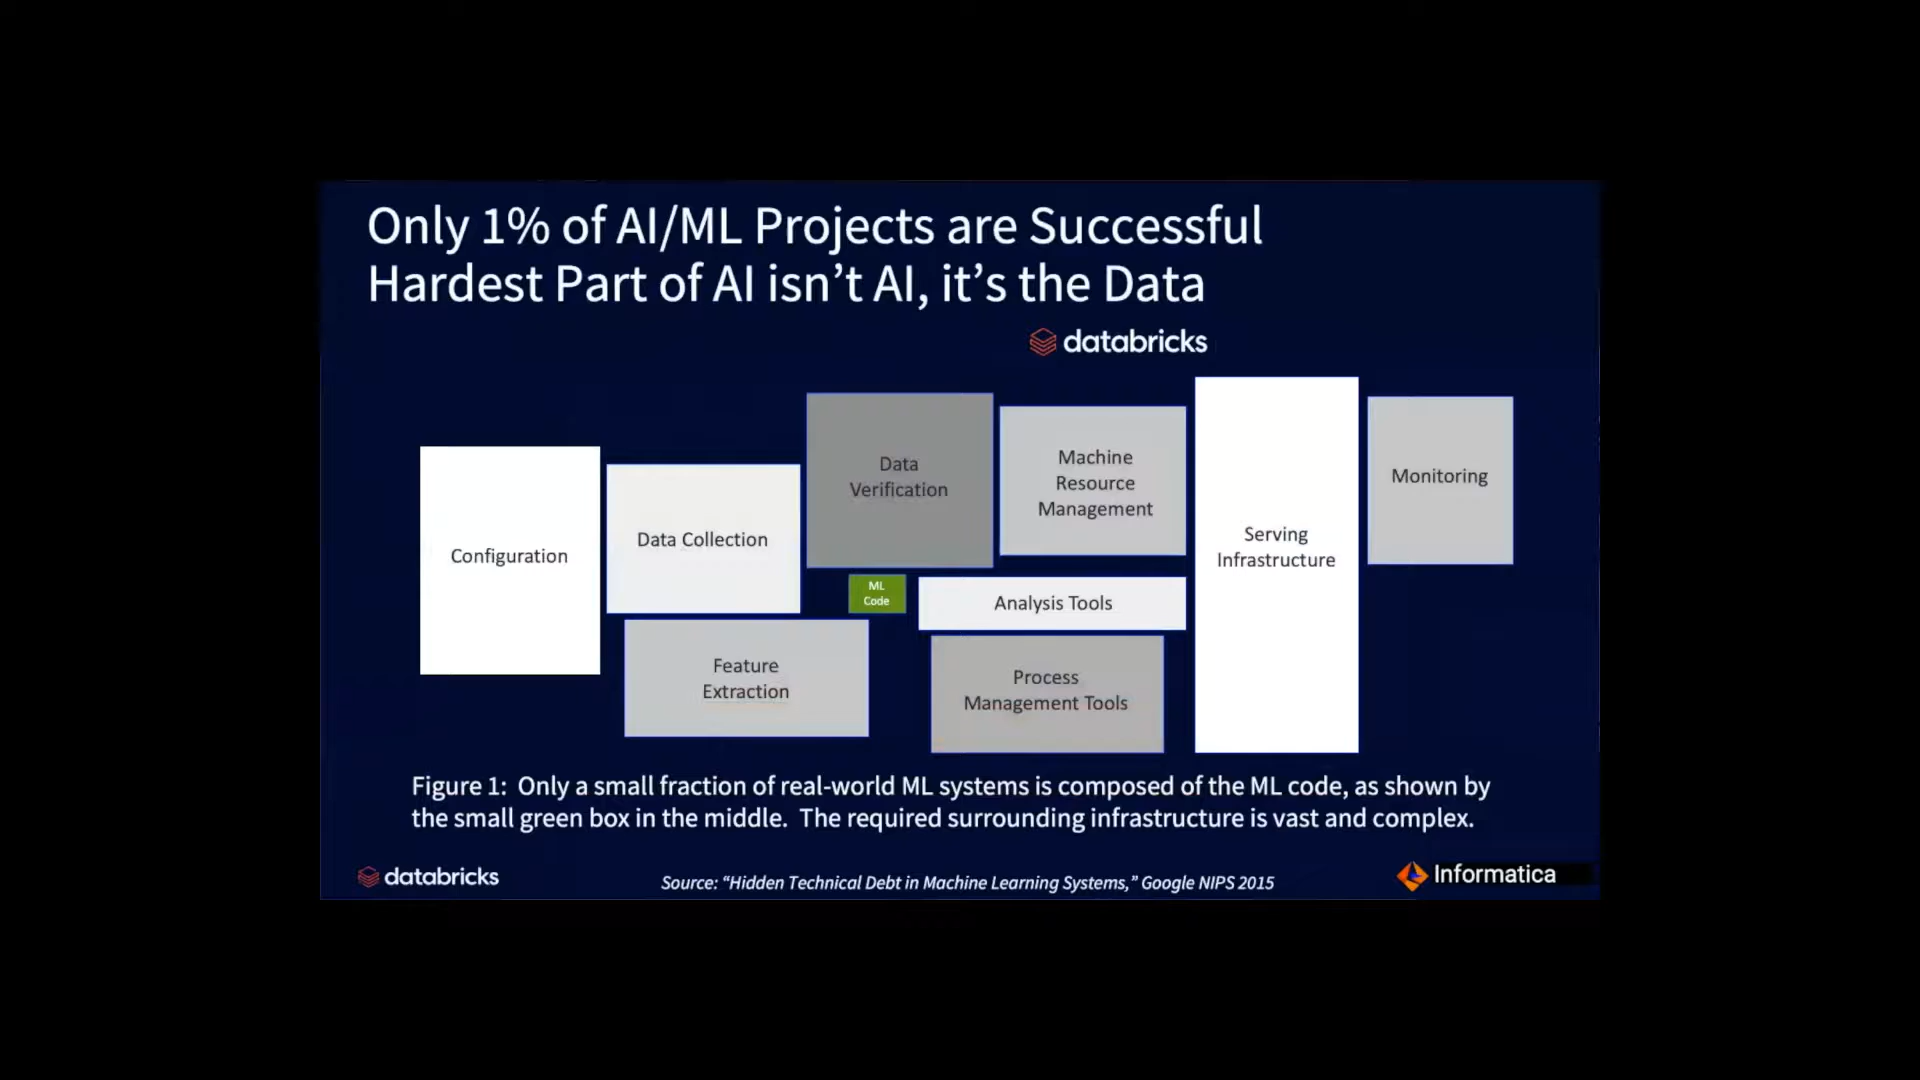 Only 1% of AI/ML Projects are Successful
Hardest Part of AI isn’t AI, it’s the Data
databricks
Configuration
Data Collection
Data
Verification
Machine
Resource
Management
Serving
Infrastructure
Monitoring
ML
Code
Analysis Tools
Feature
Extraction
Process
Management Tools
Figure 1:  Only a small fraction of real-world ML systems is composed of the ML code, as shown by
the small green box in the middle.  The required surrounding infrastructure is vast and complex.
databricks
Source: “Hidden Technical Debt in Machine Learning Systems,” Google NIPS 2015
Informatica